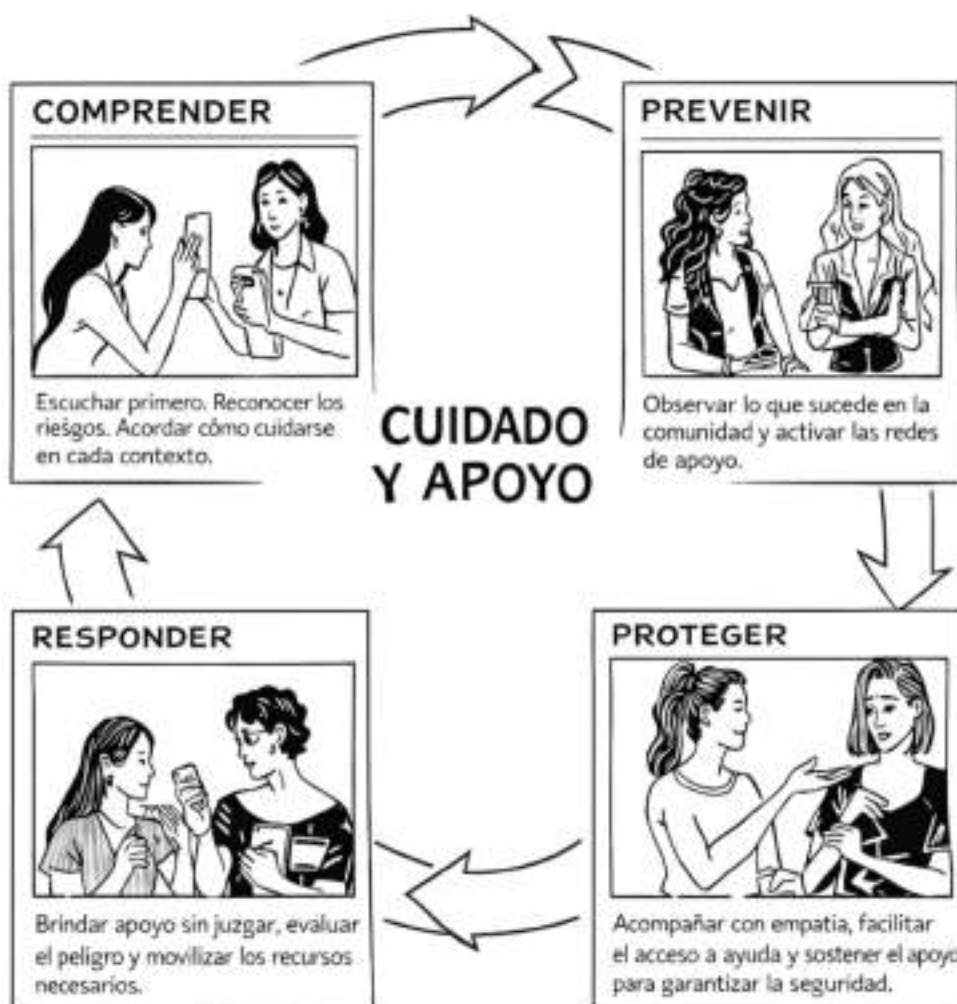 COMPRENDER
Escuchar primero. Reconocer los
riesgos. Acordar cómo cuidarse
en cada contexto.
PREVENIR
Observar lo que sucede en la
comunidad y activar las redes
de apoyo.
CUIDADO
Y APOYO
RESPONDER
Brindar apoyo sin juzgar, evaluar
el peligro y movilizar los recursos
necesarios.
PROTEGER
Acompañar con empatía, facilitar
el acceso a ayuda y sostener el apoyo
para garantizar la seguridad.